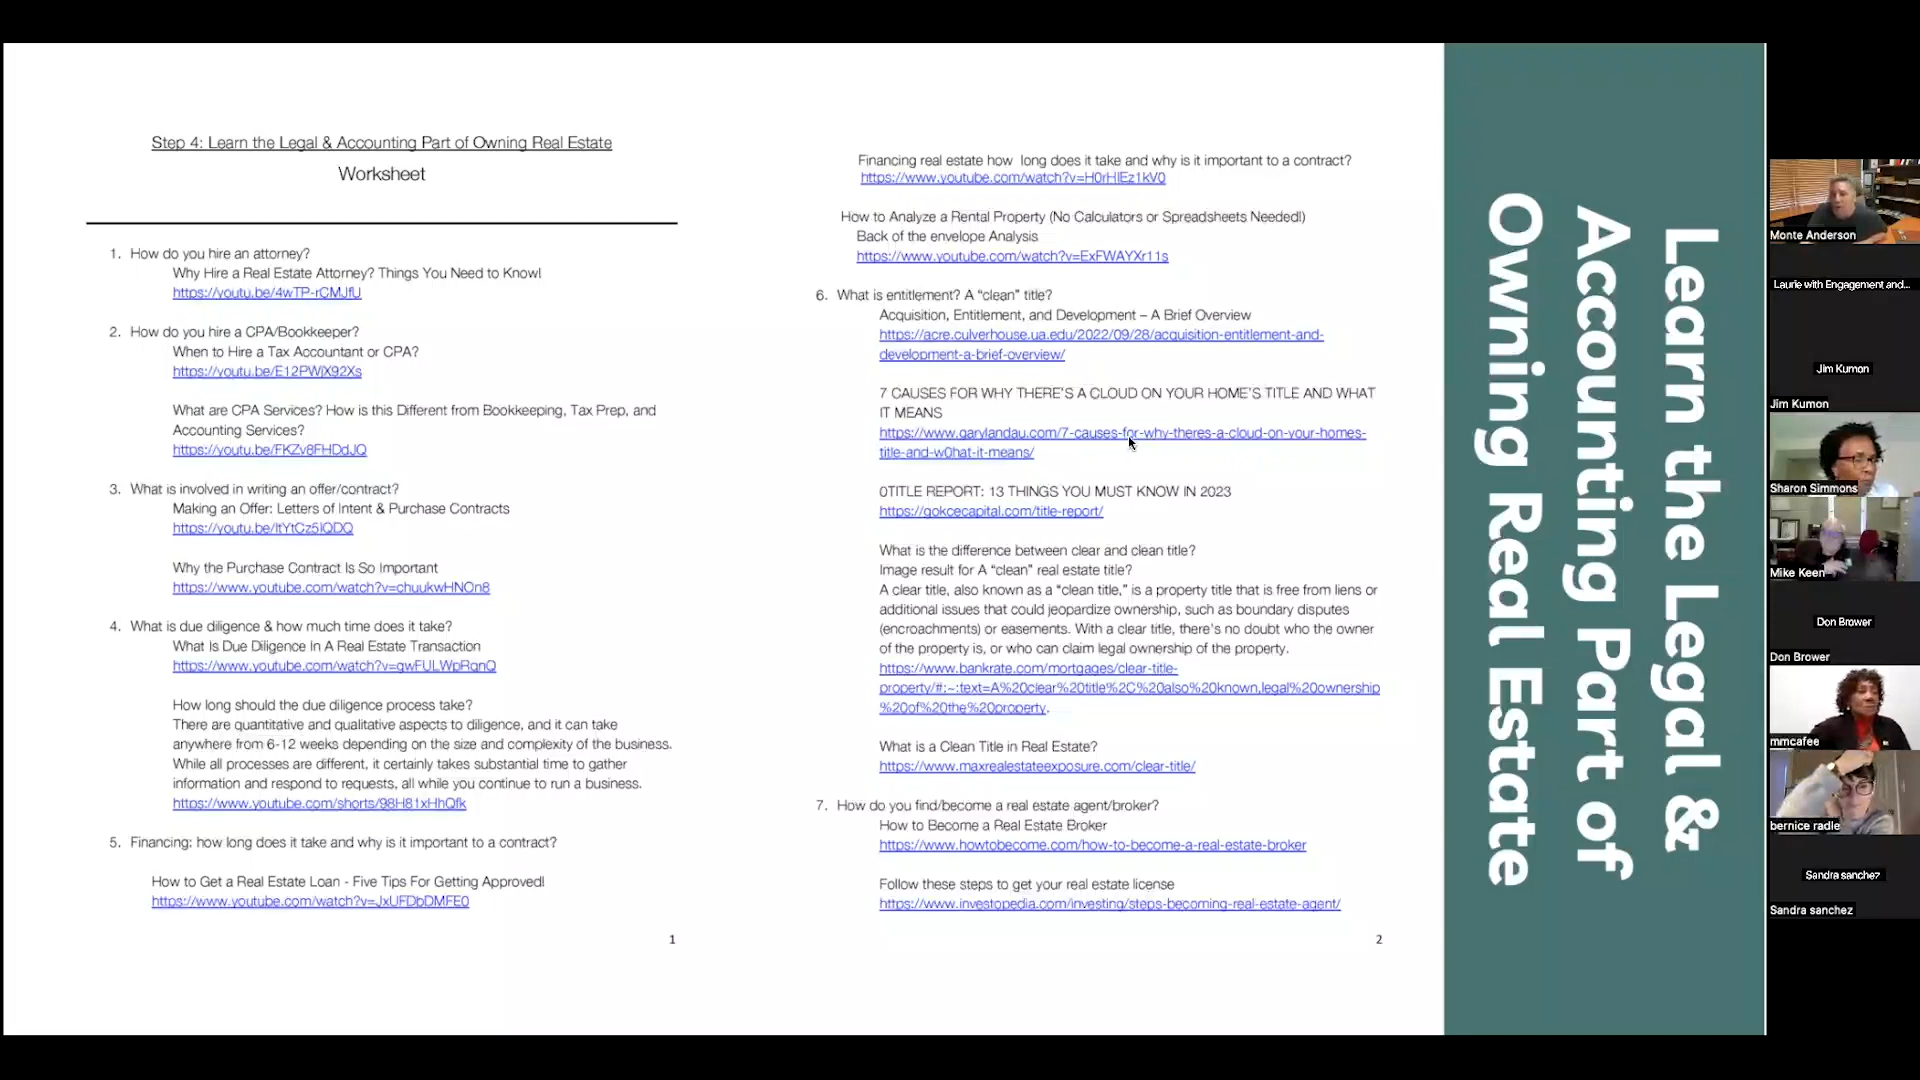 Step 4: Learn the Legal & Accounting Part of Owning Real Estate
Worksheet
1. How do you hire an attorney?
Why Hire a Real Estate Attorney? Things You Need to Know!
https://youtu.be/4wTP-rCMJfU
2. How do you hire a CPA/Bookkeeper?
When to Hire a Tax Accountant or CPA?
https://youtu.be/E12PWjX92Xs
What are CPA Services? How is this Different from Bookkeeping, Tax Prep, and
Accounting Services?
https://youtu.be/FKZv8FHDdJQ
3. What is involved in writing an offer/contract?
Making an Offer: Letters of Intent & Purchase Contracts
https://youtu.be/ltYtCz5lQDQ
Why the Purchase Contract Is So Important
https://www.youtube.com/watch?v=chuukwHNOn8
4. What is due diligence & how much time does it take?
What Is Due Diligence In A Real Estate Transaction
https://www.youtube.com/watch?v=gwFULWpRqnQ
How long should the due diligence process take?
There are quantitative and qualitative aspects to diligence, and it can take
anywhere from 6-12 weeks depending on the size and complexity of the business.
While all processes are different, it certainly takes substantial time to gather
information and respond to requests, all while you continue to run a business.
https://www.youtube.com/shorts/98H81xHhQfk
5. Financing: how long does it take and why is it important to a contract?
How to Get a Real Estate Loan - Five Tips For Getting Approved!
https://www.youtube.com/watch?v=JxUFDbDMFE0
1
Financing real estate how long does it take and why is it important to a contract?
https://www.youtube.com/watch?v=H0rHIEz1kV0
How to Analyze a Rental Property (No Calculators or Spreadsheets Needed!)
Back of the envelope Analysis
https://www.youtube.com/watch?v=ExFWAYXr11s
6. What is entitlement? A “clean” title?
Acquisition, Entitlement, and Development – A Brief Overview
https://acre.culverhouse.ua.edu/2022/09/28/acquisition-entitlement-and-
development-a-brief-overview/
7 CAUSES FOR WHY THERE'S A CLOUD ON YOUR HOME'S TITLE AND WHAT
IT MEANS
https://www.garylandau.com/7-causes-for-why-theres-a-cloud-on-your-homes-
title-and-w0hat-it-means/
0TITLE REPORT: 13 THINGS YOU MUST KNOW IN 2023
https://gokcecapital.com/title-report/
What is the difference between clear and clean title?
Image result for A “clean” real estate title?
A clear title, also known as a “clean title,” is a property title that is free from liens or
additional issues that could jeopardize ownership, such as boundary disputes
(encroachments) or easements. With a clear title, there's no doubt who the owner
of the property is, or who can claim legal ownership of the property.
https://www.bankrate.com/mortgages/clear-title-
property/#:~:text=A%20clear%20title%2C%20also%20known,legal%20ownership
%20of%20the%20property.
What is a Clean Title in Real Estate?
https://www.maxrealestateexposure.com/clear-title/
7. How do you find/become a real estate agent/broker?
How to Become a Real Estate Broker
https://www.howtobecome.com/how-to-become-a-real-estate-broker
Follow these steps to get your real estate license
https://www.investopedia.com/investing/steps-becoming-real-estate-agent/
2
Learn the Legal &
Accounting Part of
Owning Real Estate
Monte Anderson
Laurie with Engagement and...
Jim Kumon
Jim Kumon
Sharon Simmons
Mike Keen
Don Brower
Don Brower
mmcafee
bernice radle
Sandra sanchez
Sandra sanchez